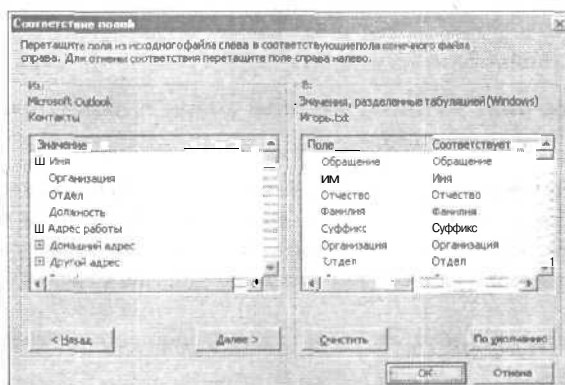 Соответствие полей
Перетащите поля из исходного файла слева в соответствующие поля конечного файла
справа. Для отмены соответствия перетащите поле справа налево.
Из:
Microsoft Outlook
Контакты
Значение
Ш Имя
Организация
Отдел
Должность
Ш Адрес работы
Домашний адрес
Другой адрес
В:
Значения, разделенные табуляцией (Windows)
Игорь.txt
Поле Соответствует
Обращение Обращение
ИМ Имя
Отчество Отчество
Фамилия Фамилия
Суффикс Суффикс
Организация Организация
Отдел Отдел
< Назад
Далее >
Очистить
По умолчанию
ОК
Отмена